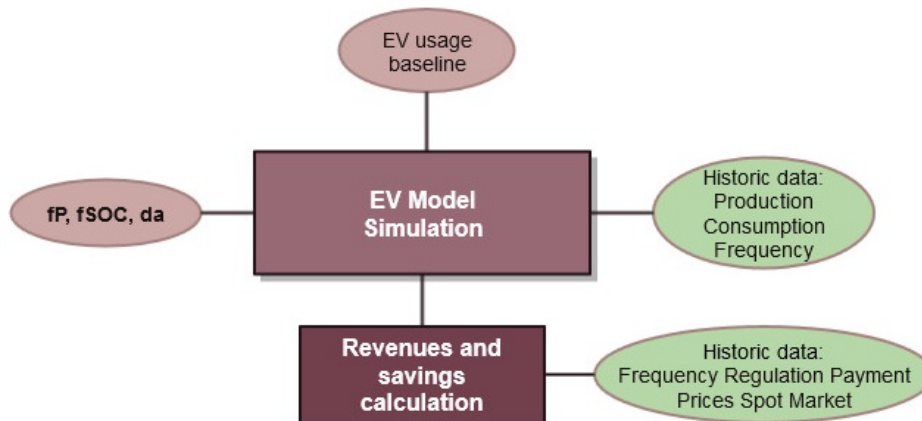 EV usage
baseline
EV Model
Simulation
fP, fSOC, da
Historic data:
Production
Consumption
Frequency
Revenues and
savings
calculation
Historic data:
Frequency Regulation Payment
Prices Spot Market